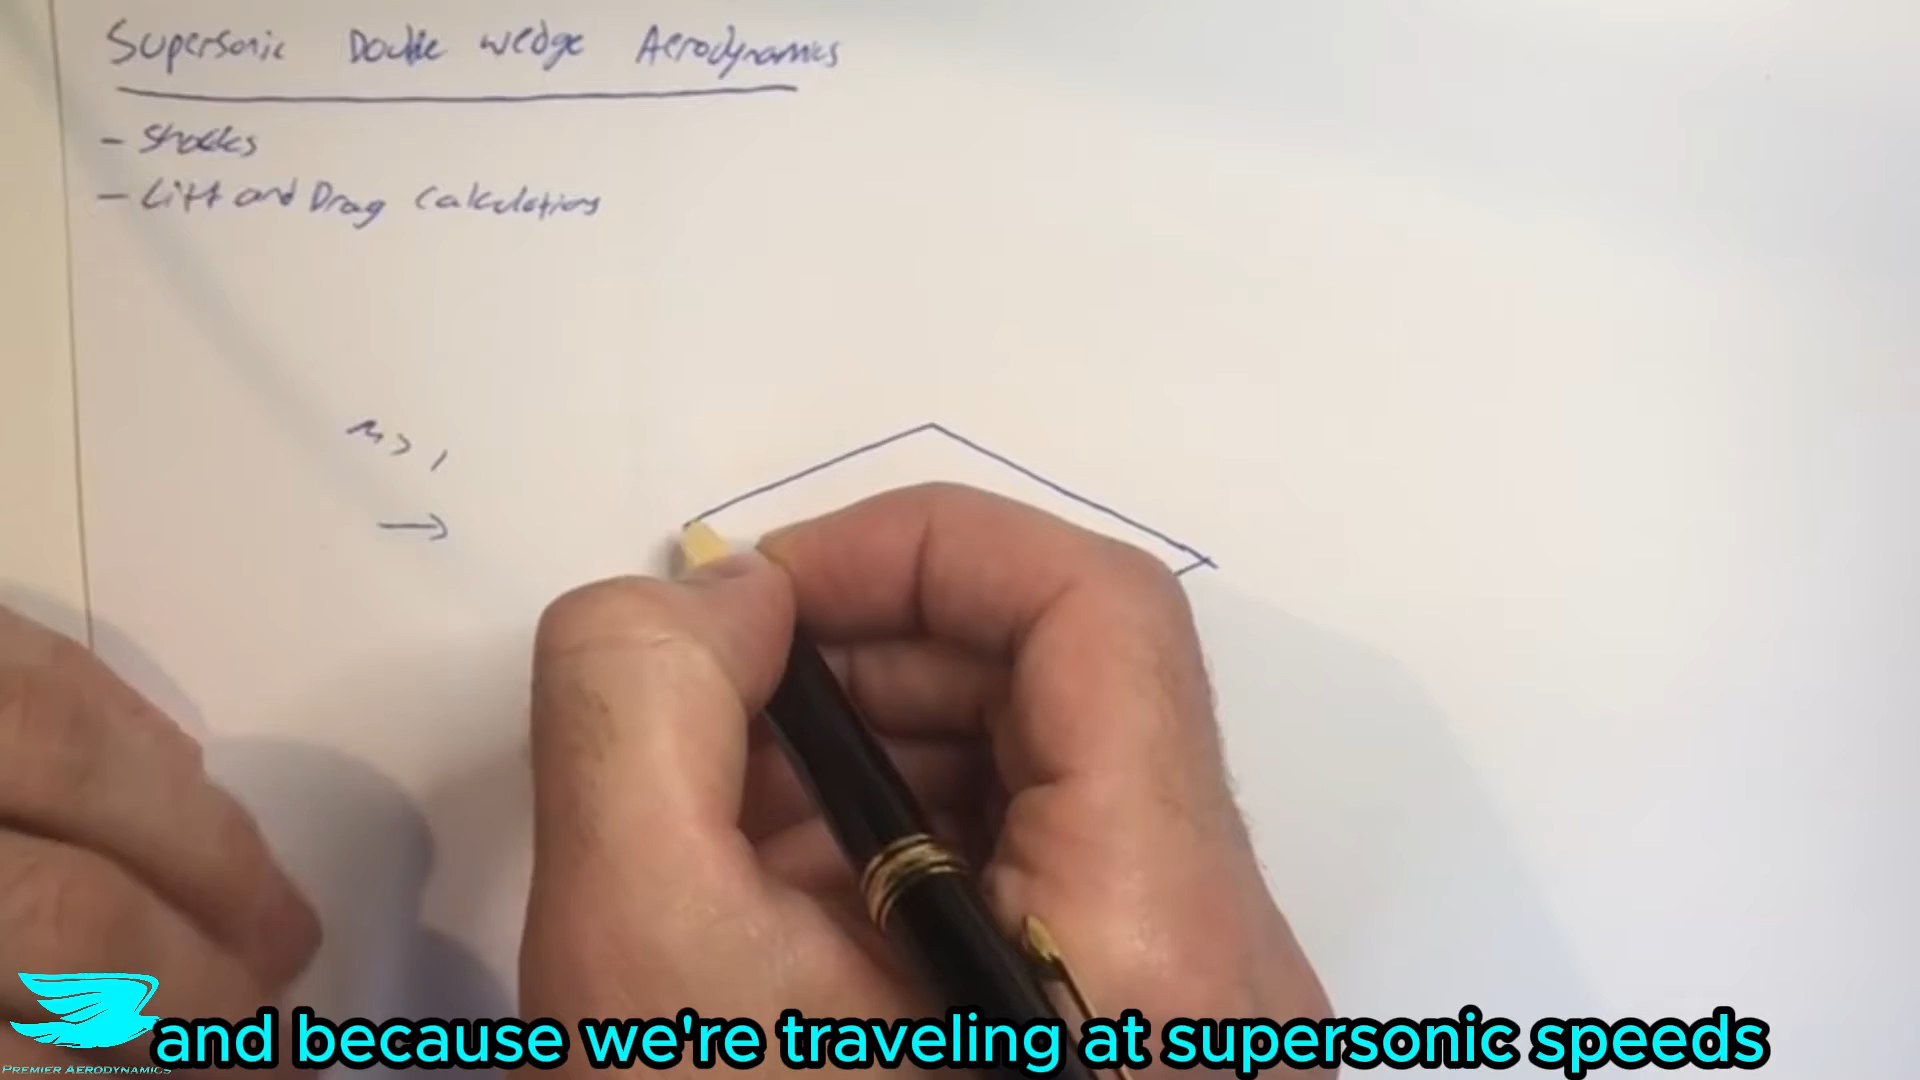 Supersonic Double wedge Aerodynamics
- Shocks
- Lift and Drag Calculations
M > 1
and because we're traveling at supersonic speeds
PREMIER AERODYNAMICS